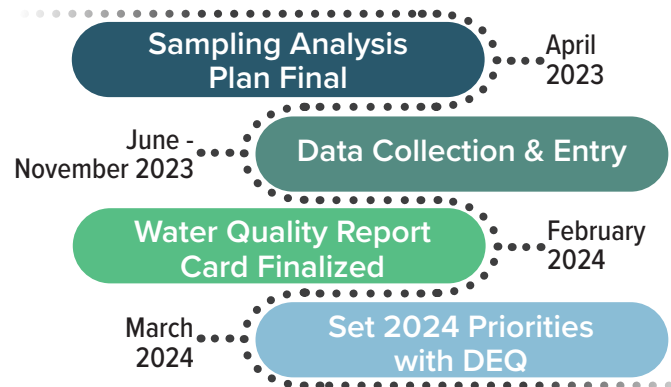 Sampling Analysis
Plan Final
April
2023
June -
November 2023
Data Collection & Entry
Water Quality Report
Card Finalized
February
2024
March
2024
Set 2024 Priorities
with DEQ